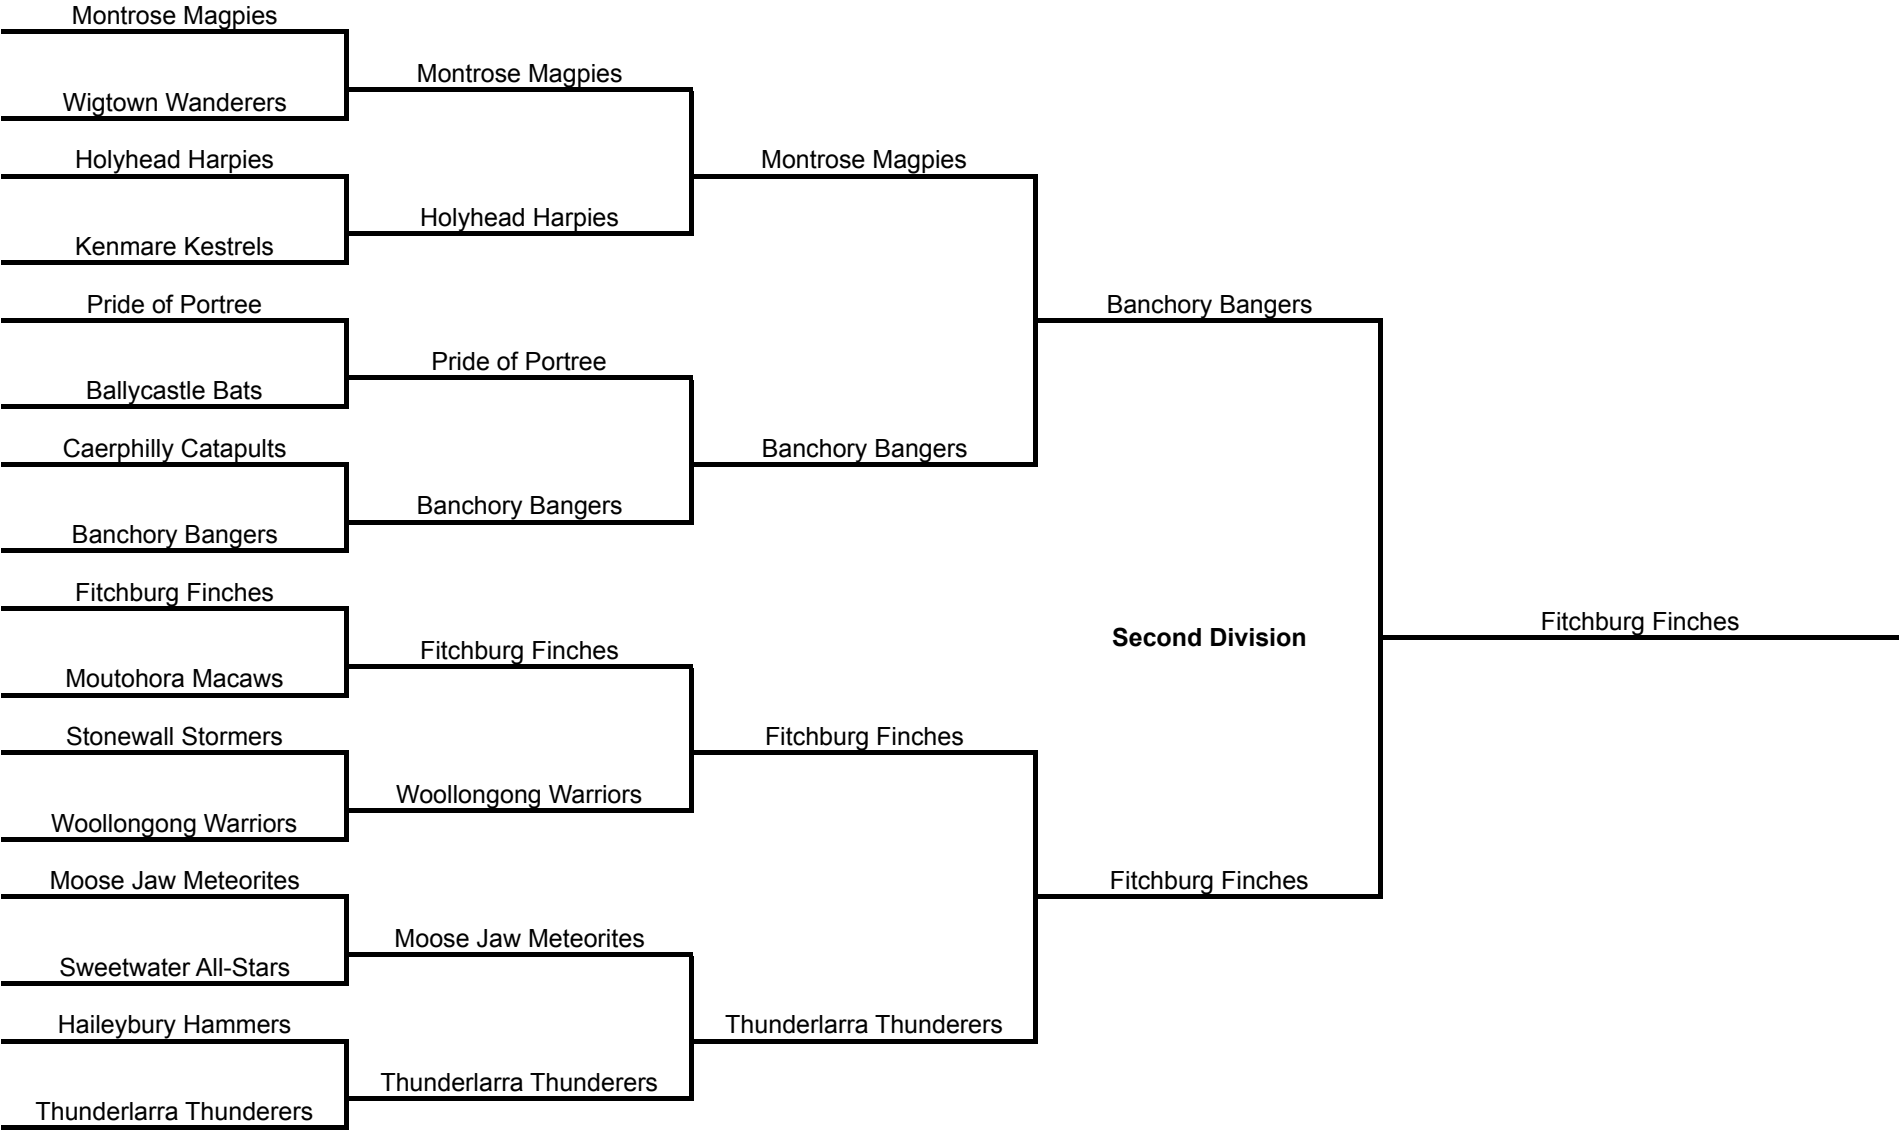 Montrose Magpies
Wigtown Wanderers
Holyhead Harpies
Kenmare Kestrels
Pride of Portree
Ballycastle Bats
Caerphilly Catapults
Banchory Bangers
Fitchburg Finches
Moutohora Macaws
Stonewall Stormers
Woollongong Warriors
Moose Jaw Meteorites
Sweetwater All-Stars
Haileybury Hammers
Thunderlarra Thunderers
Montrose Magpies
Holyhead Harpies
Pride of Portree
Banchory Bangers
Fitchburg Finches
Woollongong Warriors
Moose Jaw Meteorites
Thunderlarra Thunderers
Montrose Magpies
Banchory Bangers
Fitchburg Finches
Thunderlarra Thunderers
Banchory Bangers
Second Division
Fitchburg Finches
Fitchburg Finches